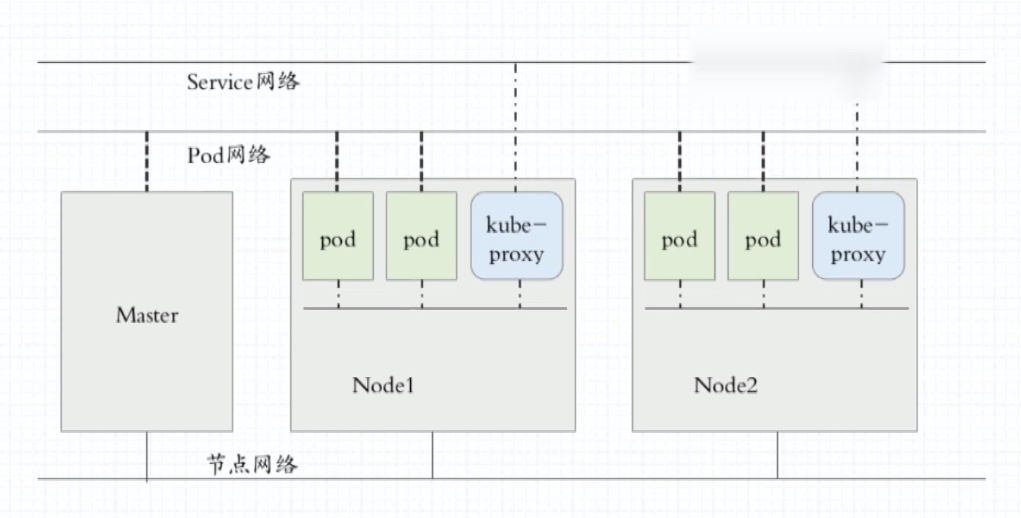 Service网络
Pod网络
pod
pod
kube-
proxy
pod
pod
kube-
proxy
Master
Node1
Node2
节点网络